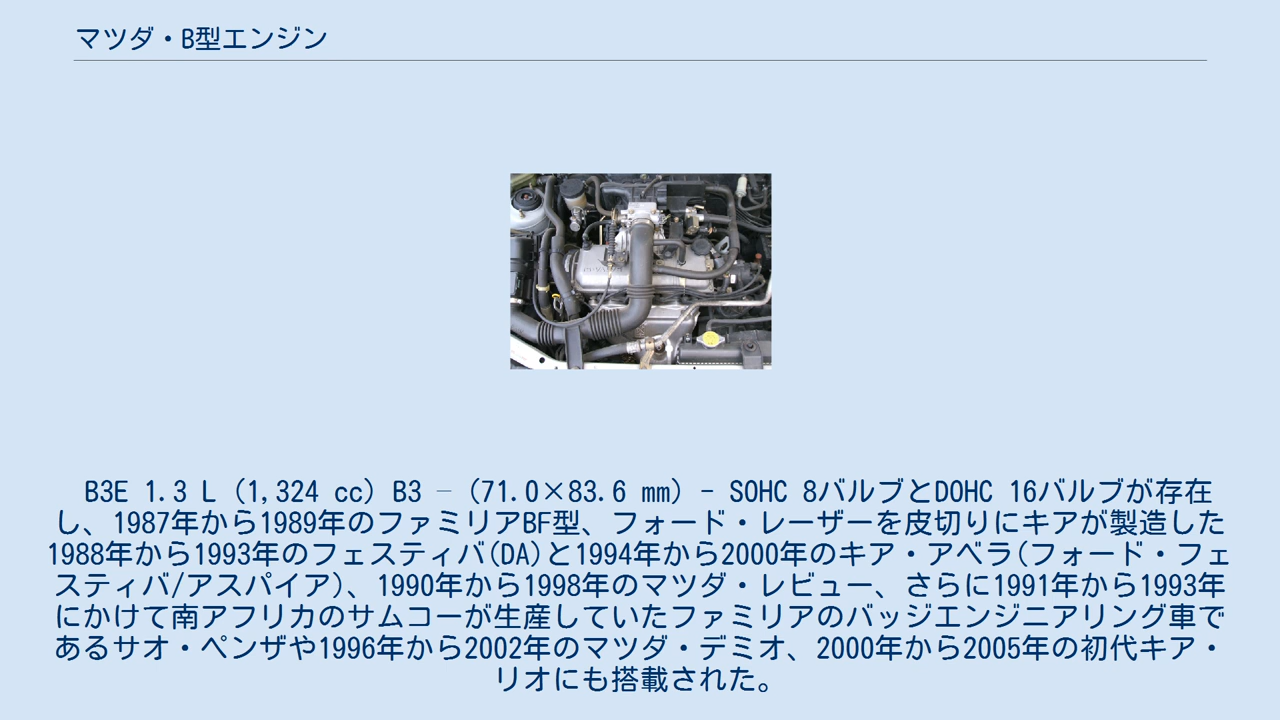 マツダ・B型エンジン
B3E 1.3 L (1,324 cc) B3 – (71.0×83.6 mm) - SOHC 8バルブとDOHC 16バルブが存在
し、1987年から1989年のファミリアBF型、フォード・レーザーを皮切りにキアが製造した
1988年から1993年のフェスティバ(DA)と1994年から2000年のキア・アベラ(フォード・フェ
スティバ/アスパイア)、1990年から1998年のマツダ・レビュー、さらに1991年から1993年
にかけて南アフリカのサムコーが生産していたファミリアのバッジエンジニアリング車で
あるサオ・ペンザや1996年から2002年のマツダ・デミオ、2000年から2005年の初代キア・
リオにも搭載された。